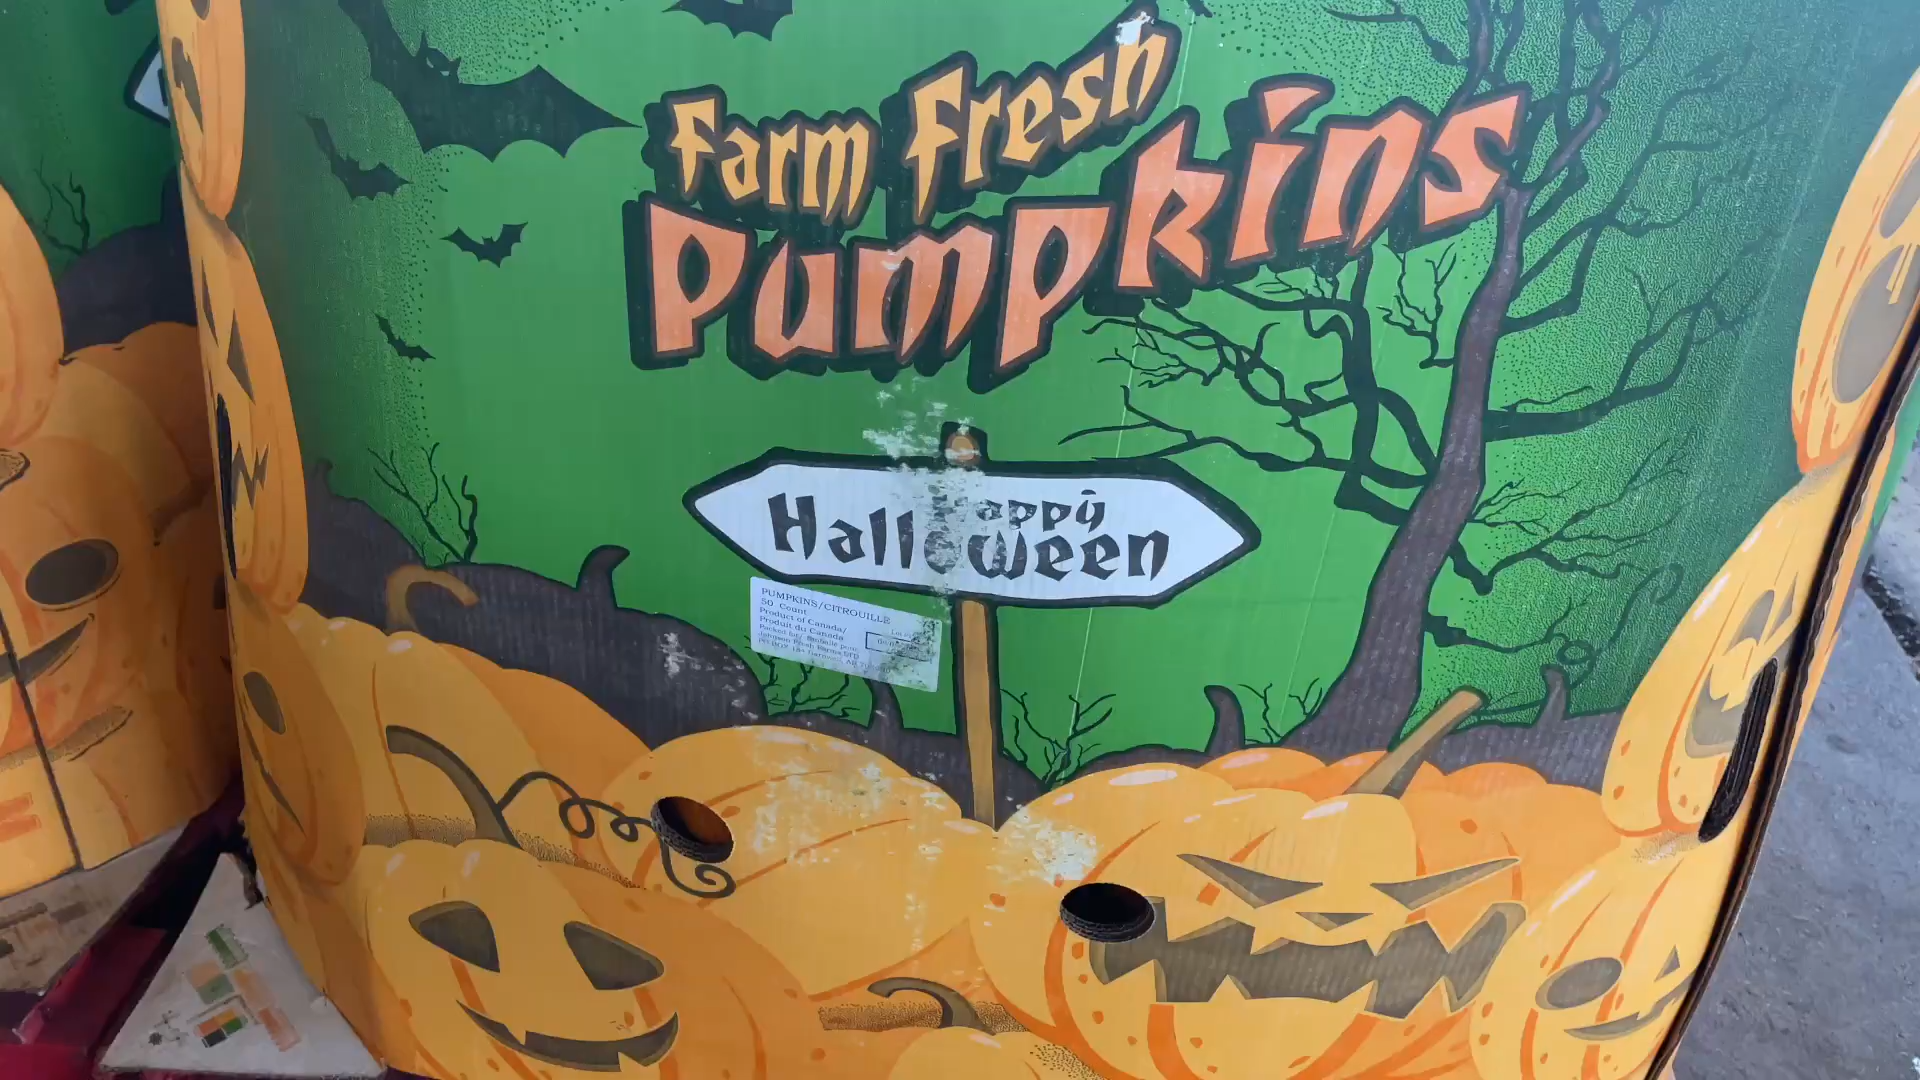 Farm Fresh
Pumpkins
Happy
Halloween
PUMPKINS/CITROUILLE
50 Count
Product of Canada/
Produit du Canada